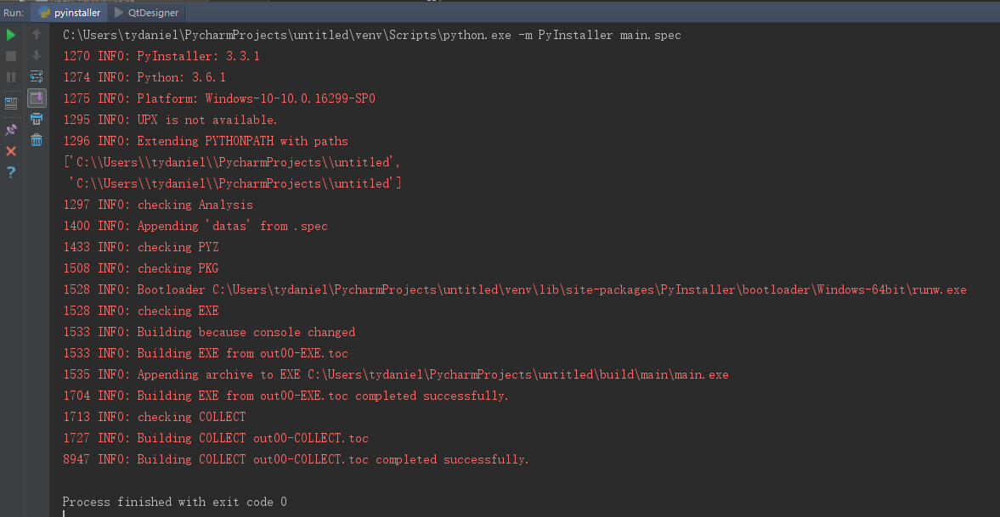 Run: pyinstaller QtDesigner
C:\Users\tydaniel\PycharmProjects\untitled\venv\Scripts\python.exe -m PyInstaller main.spec
1270 INFO: PyInstaller: 3.3.1
1274 INFO: Python: 3.6.1
1275 INFO: Platform: Windows-10-10.0.16299-SP0
1295 INFO: UPX is not available.
1296 INFO: Extending PYTHONPATH with paths
['C:\\Users\\tydaniel\\PycharmProjects\\untitled',
 'C:\\Users\\tydaniel\\PycharmProjects\\untitled']
1297 INFO: checking Analysis
1400 INFO: Appending 'datas' from .spec
1433 INFO: checking PYZ
1508 INFO: checking PKG
1528 INFO: Bootloader C:\Users\tydaniel\PycharmProjects\untitled\venv\lib\site-packages\PyInstaller\bootloader\Windows-64bit\runw.exe
1528 INFO: checking EXE
1533 INFO: Building because console changed
1533 INFO: Building EXE from out00-EXE.toc
1535 INFO: Appending archive to EXE C:\Users\tydaniel\PycharmProjects\untitled\build\main\main.exe
1704 INFO: Building EXE from out00-EXE.toc completed successfully.
1713 INFO: checking COLLECT
1727 INFO: Building COLLECT out00-COLLECT.toc
8947 INFO: Building COLLECT out00-COLLECT.toc completed successfully.
Process finished with exit code 0